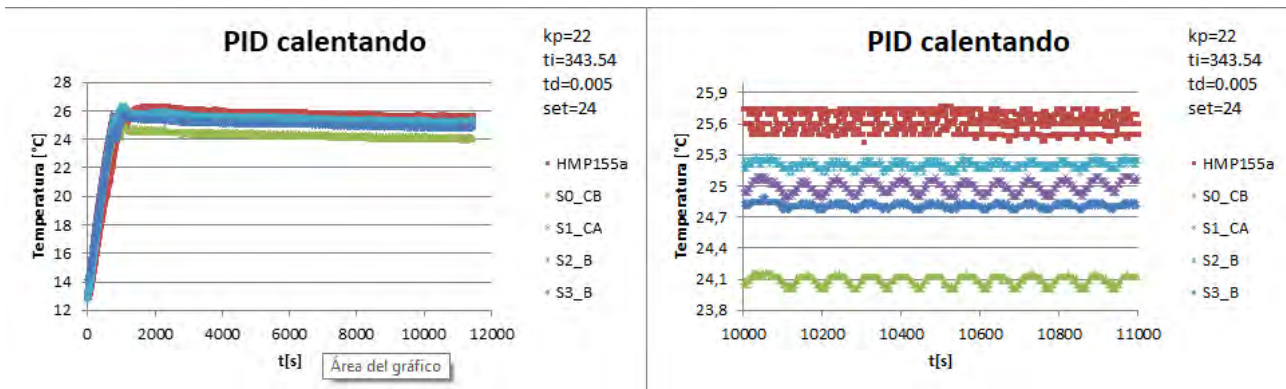 PID calentando
kp=22
ti=343.54
td=0.005
set=24
Temperatura [°C]
28
26
24
22
20
18
16
14
12
0
2000
4000
6000
8000
10000
12000
t[s]
Área del gráfico
HMP155a
S0_CB
S1_CA
S2_B
S3_B
PID calentando
kp=22
ti=343.54
td=0.005
set=24
Temperatura [°C]
25,9
25,6
25,3
25
24,7
24,4
24,1
23,8
10000
10200
10400
10600
10800
11000
t[s]
HMP155a
S0_CB
S1_CA
S2_B
S3_B